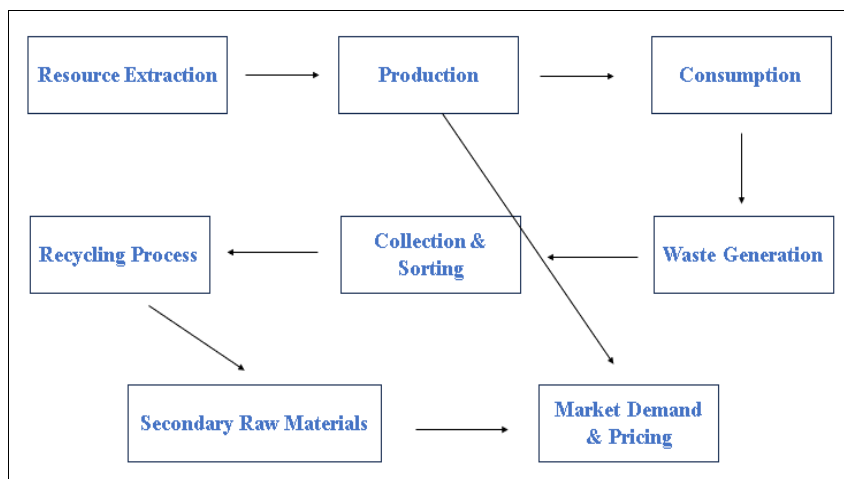 Resource Extraction
Production
Consumption
Recycling Process
Collection &
Sorting
Waste Generation
Secondary Raw Materials
Market Demand
& Pricing